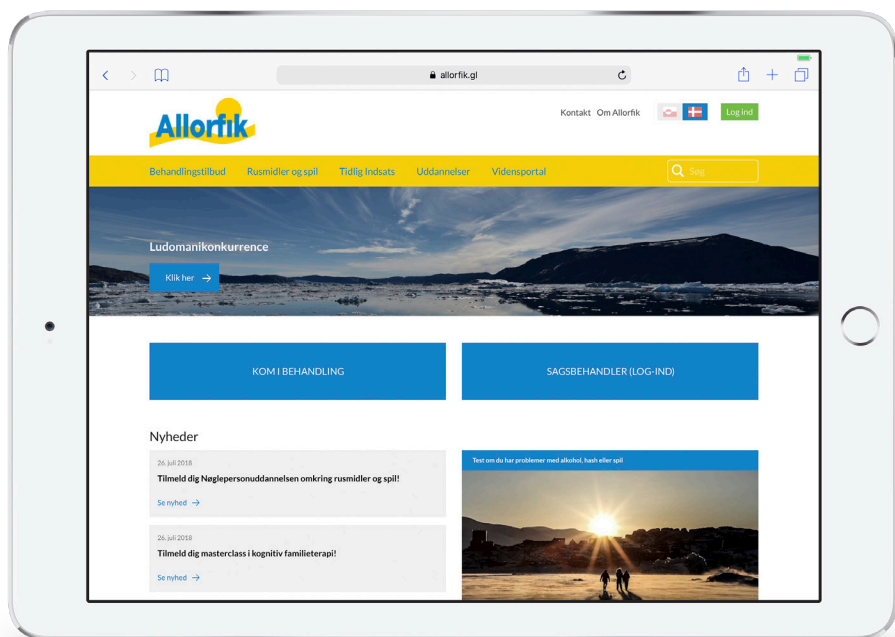 allorfik.gl
Allorfik
Kontakt Om Allorfik
Log ind
Behandlingstilbud Rusmidler og spil Tidlig Indsats Uddannelser Vidensportal
Søg
Ludomanikonkurrence
Klik her →
KOM I BEHANDLING
SAGSBEHANDLER (LOG-IND)
Nyheder
26. juli 2018
Tilmeld dig Nøglepersonuddannelsen omkring rusmidler og spil!
Se nyhed →
Test om du har problemer med alkohol, hash eller spil
26. juli 2018
Tilmeld dig masterclass i kognitiv familieterapi!
Se nyhed →